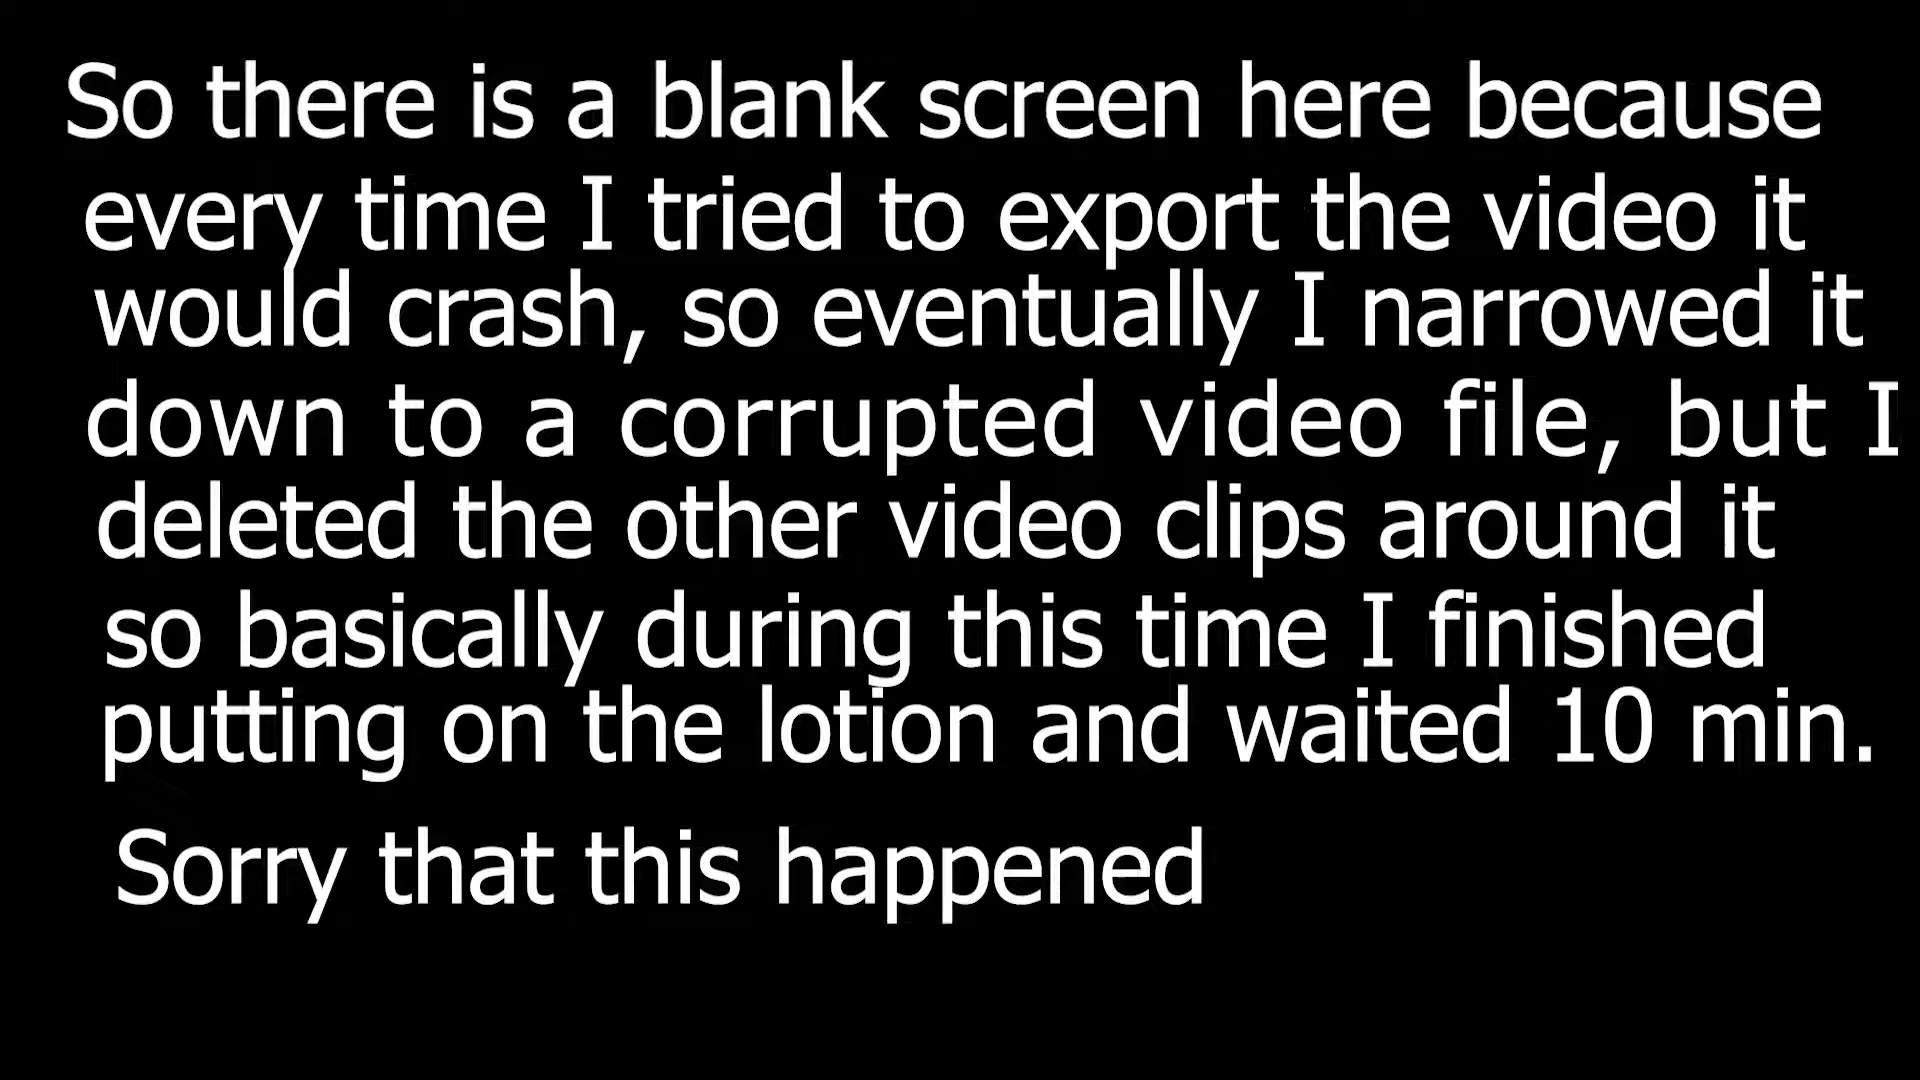 So there is a blank screen here because
every time I tried to export the video it
would crash, so eventually I narrowed it
down to a corrupted video file, but I
deleted the other video clips around it
so basically during this time I finished
putting on the lotion and waited 10 min.
Sorry that this happened